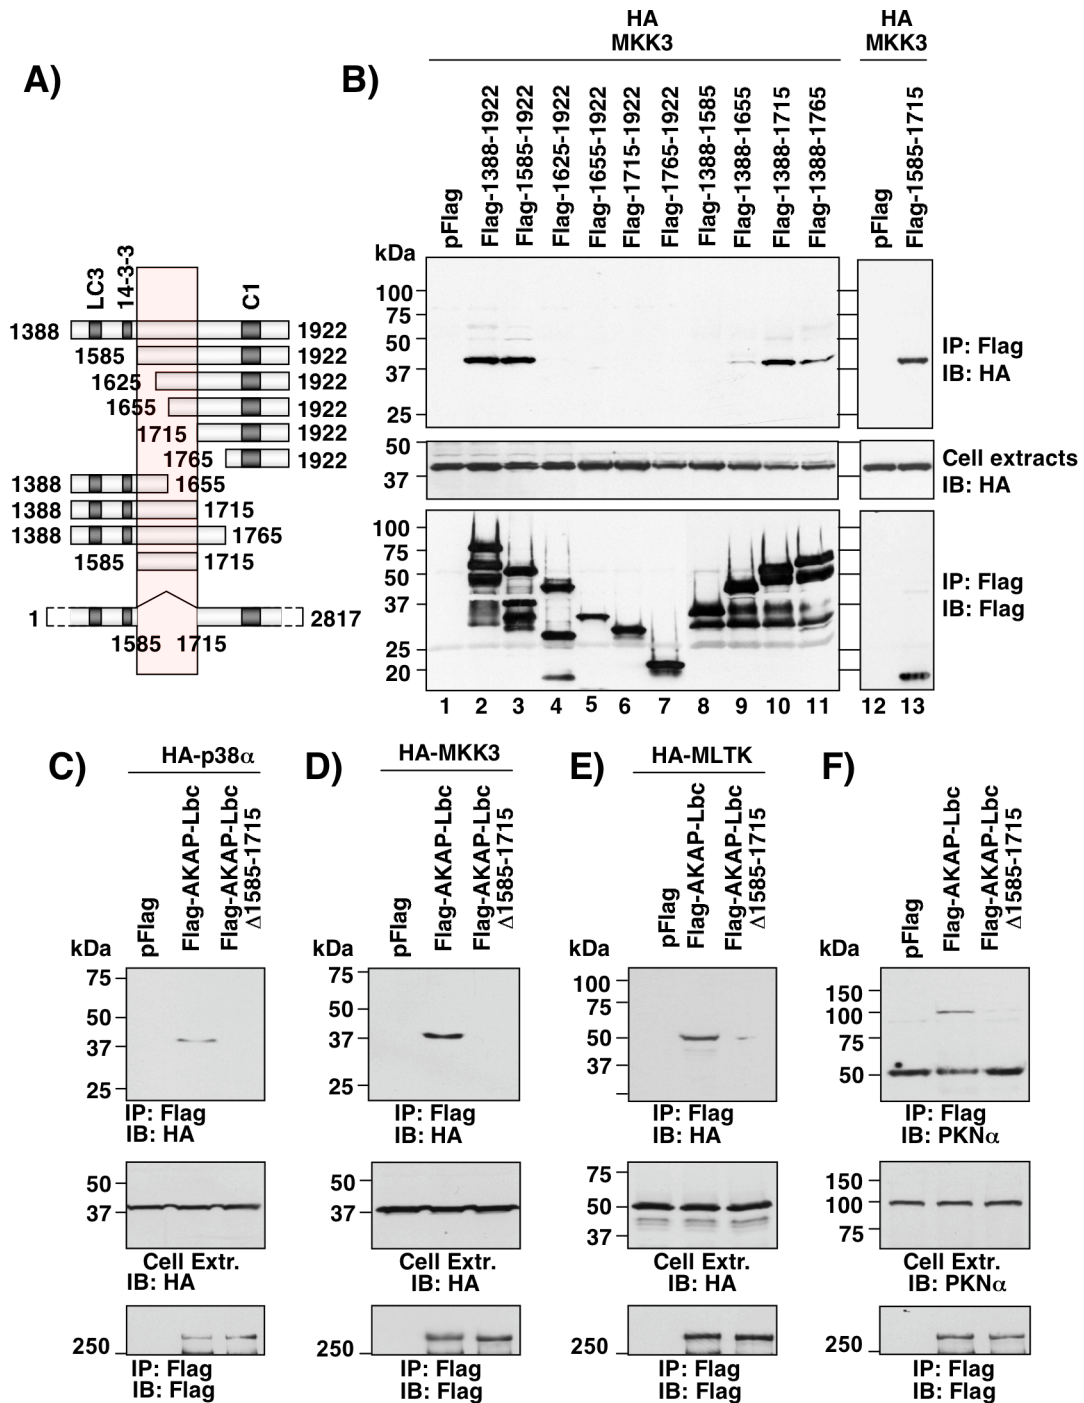 A)
LC3
14-3-3
C1
1388
1922
1585
1922
1625
1922
1655
1922
1715
1922
1765
1922
1388
1655
1388
1715
1388
1765
1585
1715
1
2817
1585
1715
B)
HA
MKK3
HA
MKK3
pFlag
Flag-1388-1922
Flag-1585-1922
Flag-1625-1922
Flag-1655-1922
Flag-1715-1922
Flag-1765-1922
Flag-1388-1585
Flag-1388-1655
Flag-1388-1715
Flag-1388-1765
pFlag
Flag-1585-1715
kDa
100
75
50
37
25
IP: Flag
IB: HA
50
37
Cell extracts
IB: HA
100
75
50
37
25
20
IP: Flag
IB: Flag
1 2 3 4 5 6 7 8 9 10 11 12 13
C)
HA-p38α
pFlag
Flag-AKAP-Lbc
Flag-AKAP-Lbc
Δ1585-1715
kDa
75
50
37
25
IP: Flag
IB: HA
50
37
Cell Extr.
IB: HA
250
IP: Flag
IB: Flag
D)
HA-MKK3
pFlag
Flag-AKAP-Lbc
Flag-AKAP-Lbc
Δ1585-1715
kDa
75
50
37
25
IP: Flag
IB: HA
50
37
Cell Extr.
IB: HA
250
IP: Flag
IB: Flag
E)
HA-MLTK
pFlag
Flag-AKAP-Lbc
Flag-AKAP-Lbc
Δ1585-1715
kDa
100
75
50
37
IP: Flag
IB: HA
75
50
37
Cell Extr.
IB: HA
250
IP: Flag
IB: Flag
F)
pFlag
Flag-AKAP-Lbc
Flag-AKAP-Lbc
Δ1585-1715
kDa
150
100
75
50
IP: Flag
IB: PKNα
150
100
75
Cell Extr.
IB: PKNα
250
IP: Flag
IB: Flag